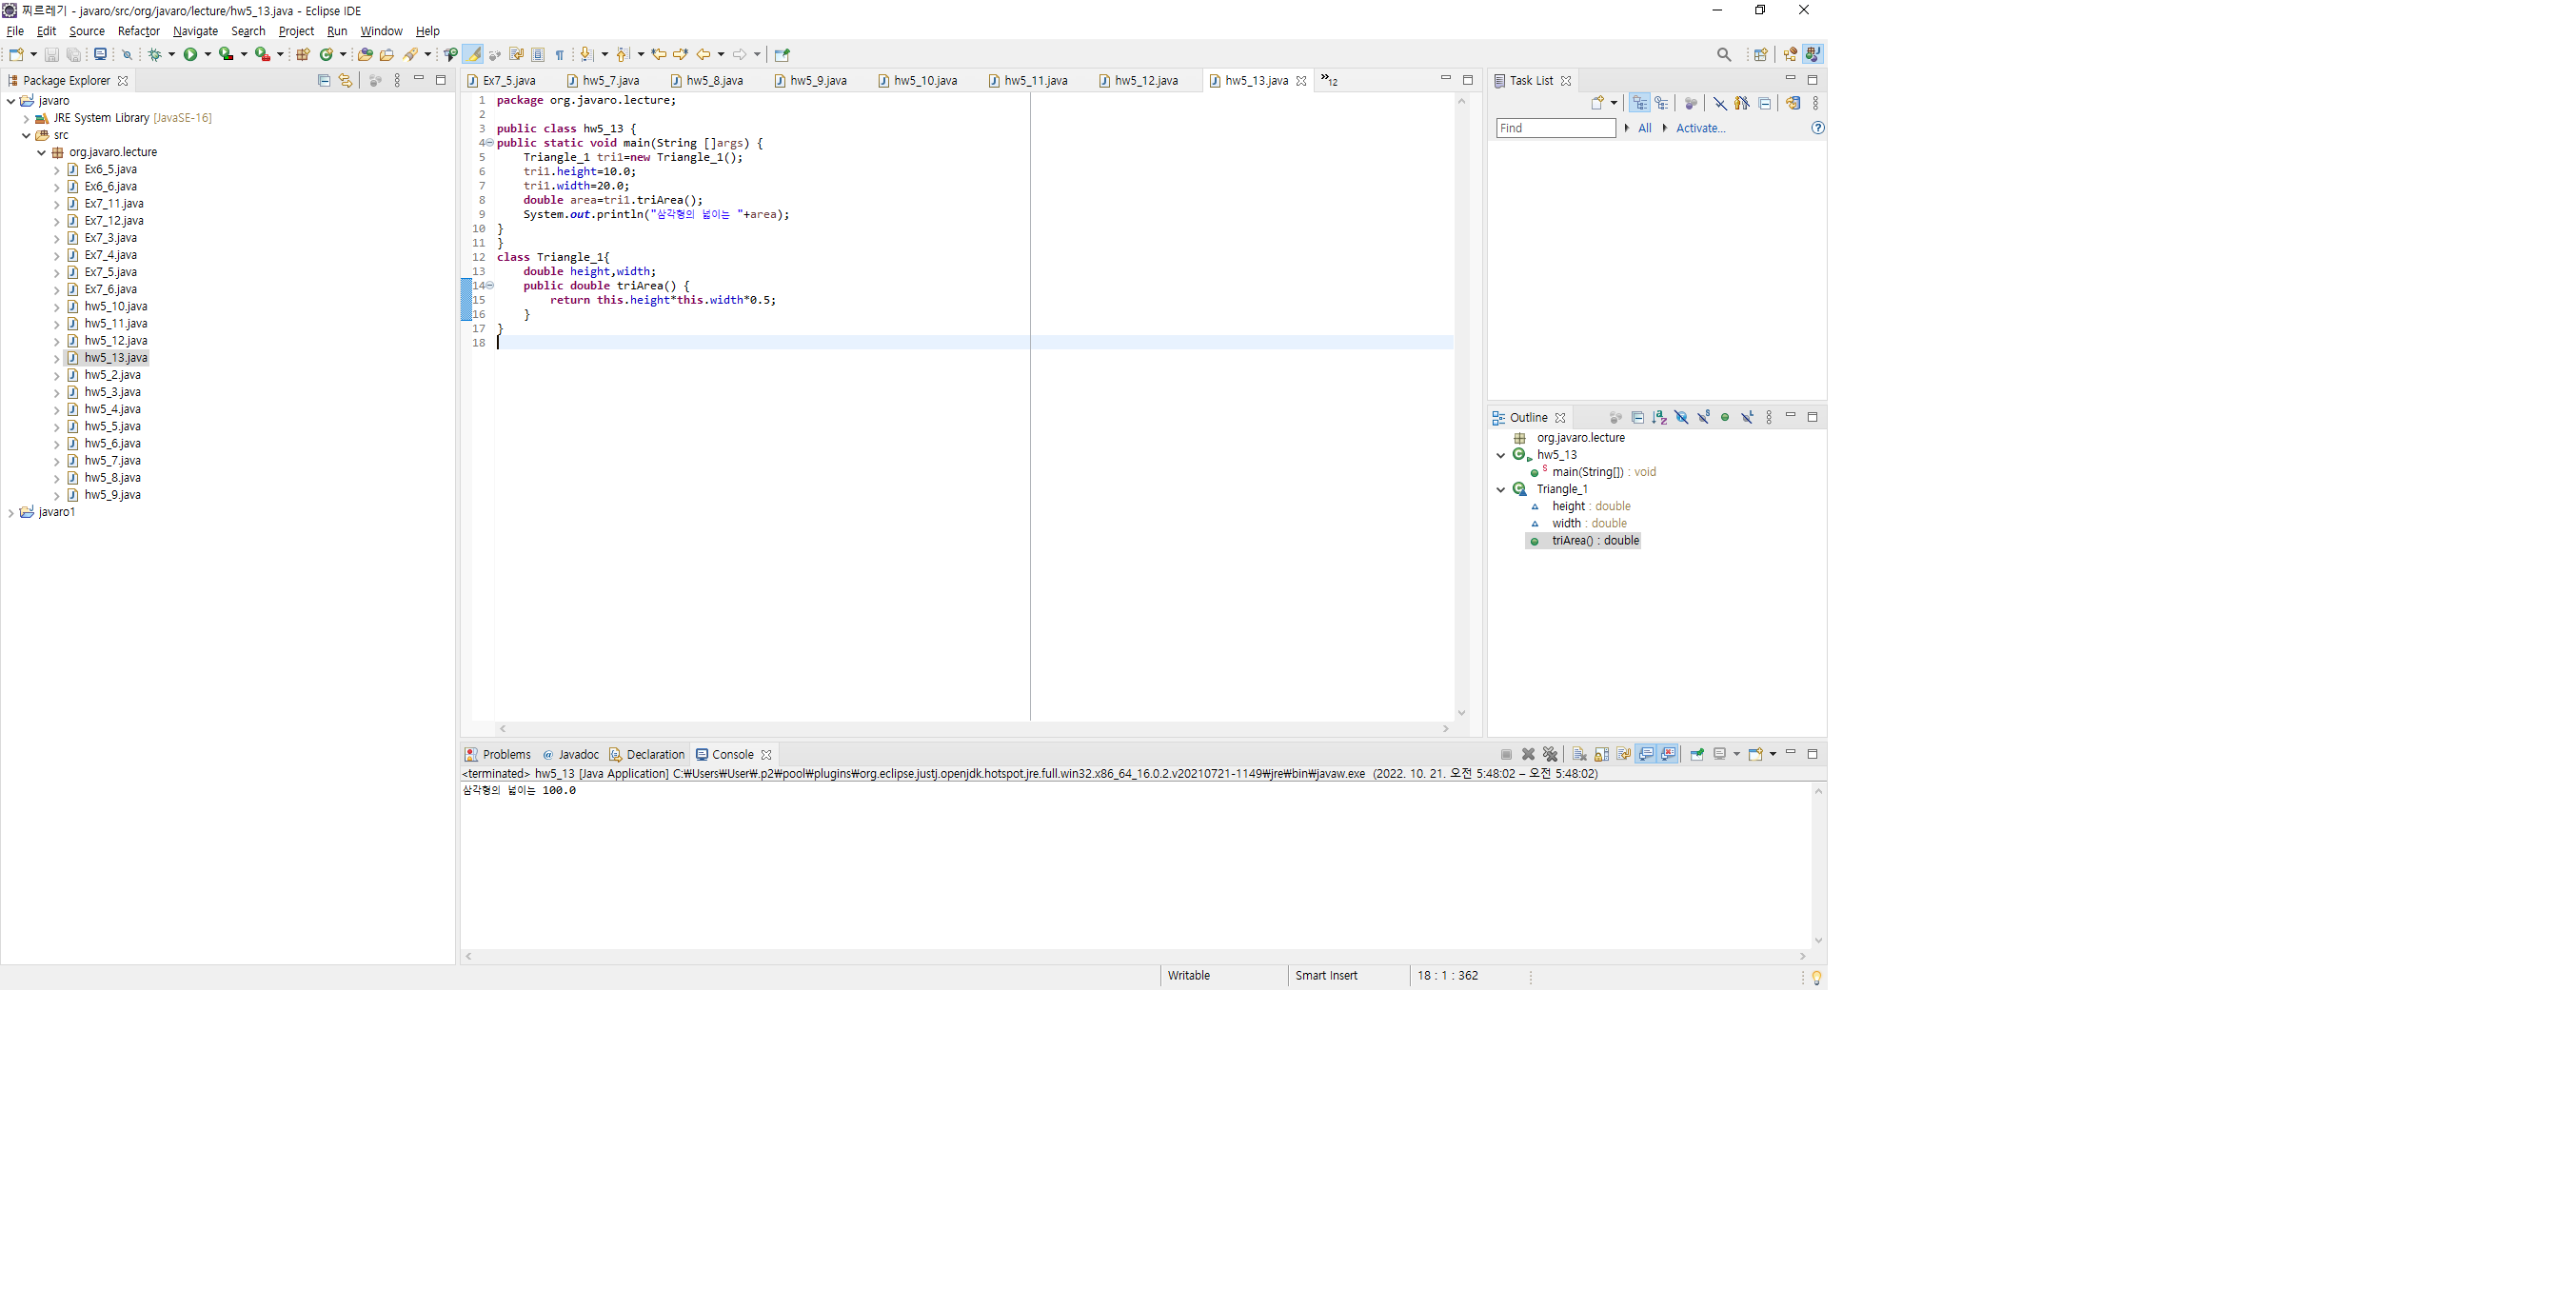 찌르레기 - javaro/src/org/javaro/lecture/hw5_13.java - Eclipse IDE
File Edit Source Refactor Navigate Search Project Run Window Help
Package Explorer
javaro
JRE System Library [JavaSE-16]
src
org.javaro.lecture
Ex6_5.java
Ex6_6.java
Ex7_11.java
Ex7_12.java
Ex7_3.java
Ex7_4.java
Ex7_5.java
Ex7_6.java
hw5_10.java
hw5_11.java
hw5_12.java
hw5_13.java
hw5_2.java
hw5_3.java
hw5_4.java
hw5_5.java
hw5_6.java
hw5_7.java
hw5_8.java
hw5_9.java
javaro1
Ex7_5.java hw5_7.java hw5_8.java hw5_9.java hw5_10.java hw5_11.java hw5_12.java hw5_13.java »12
1 package org.javaro.lecture;
2
3 public class hw5_13 {
4 public static void main(String []args) {
5     Triangle_1 tri1=new Triangle_1();
6     tri1.height=10.0;
7     tri1.width=20.0;
8     double area=tri1.triArea();
9     System.out.println("삼각형의 넓이는 "+area);
10 }
11 }
12 class Triangle_1{
13     double height,width;
14     public double triArea() {
15         return this.height*this.width*0.5;
16     }
17 }
18
Task List
Find All Activate...
Outline
org.javaro.lecture
hw5_13
main(String[]) : void
Triangle_1
height : double
width : double
triArea() : double
Problems @ Javadoc Declaration Console
<terminated> hw5_13 [Java Application] C:₩Users₩User₩.p2₩pool₩plugins₩org.eclipse.justj.openjdk.hotspot.jre.full.win32.x86_64_16.0.2.v20210721-1149₩jre₩bin₩javaw.exe (2022. 10. 21. 오전 5:48:02 – 오전 5:48:02)
삼각형의 넓이는 100.0
Writable Smart Insert 18 : 1 : 362